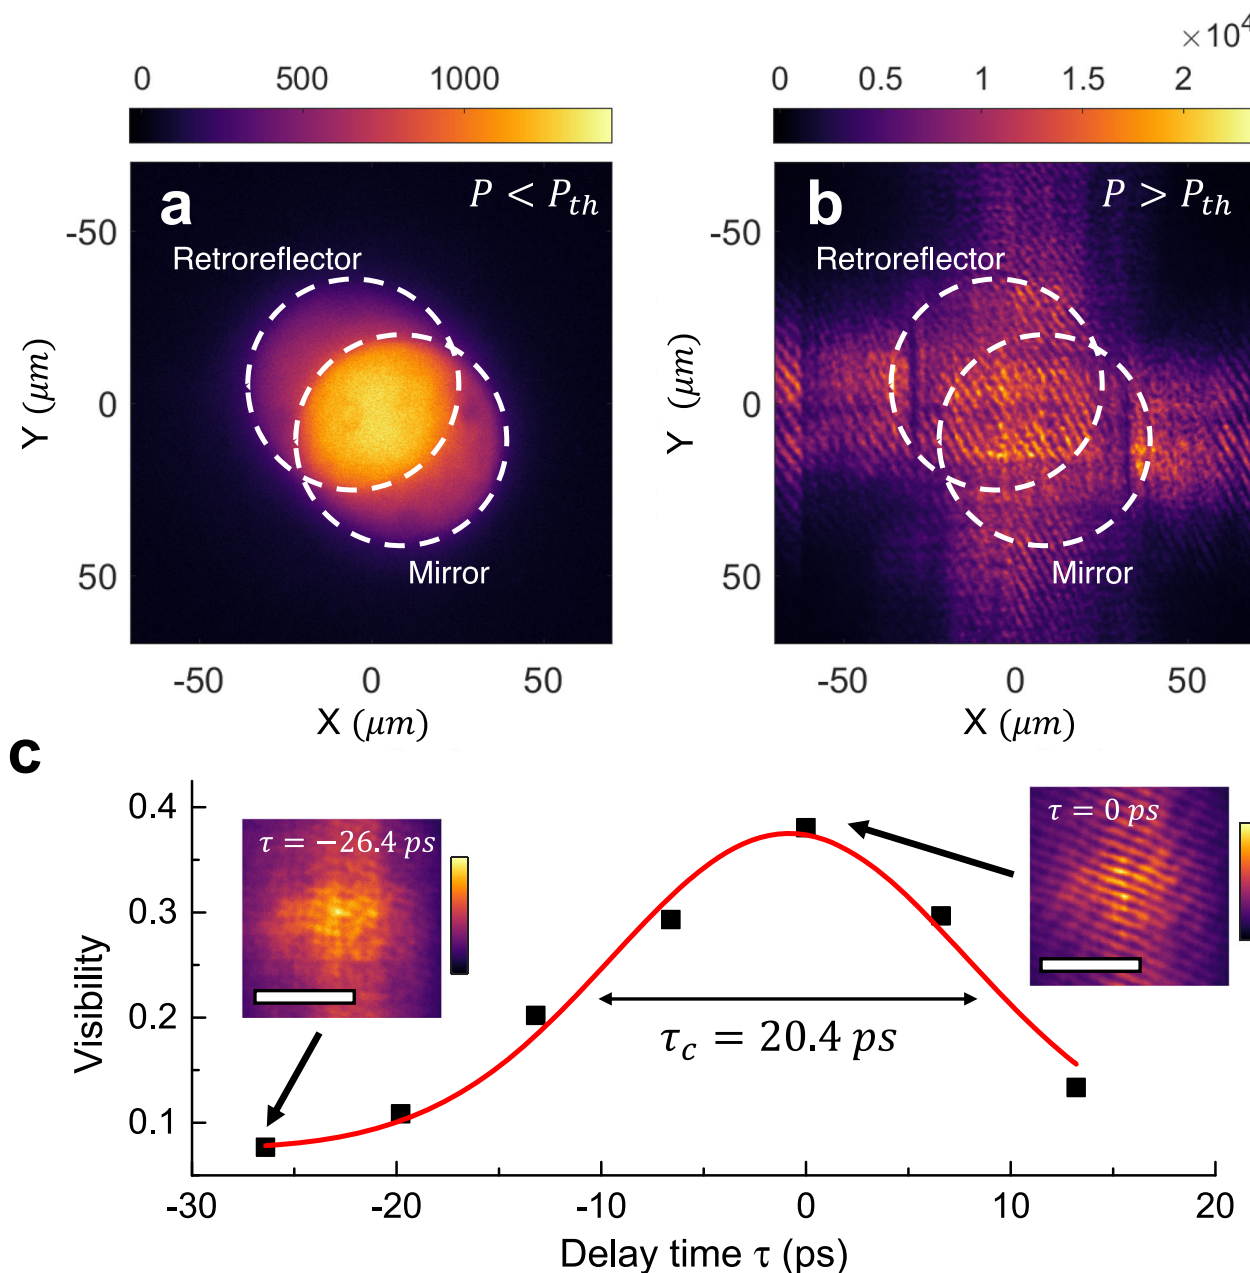 0 500 1000
×10⁴
0 0.5 1 1.5 2
a
P < P_th
Retroreflector
Mirror
-50
0
50
Y (μm)
-50 0 50
X (μm)
b
P > P_th
Retroreflector
Mirror
-50
0
50
Y (μm)
-50 0 50
X (μm)
c
0.4
0.3
0.2
0.1
Visibility
τ = −26.4 ps
τ = 0 ps
τ_c = 20.4 ps
-30 -20 -10 0 10 20
Delay time τ (ps)